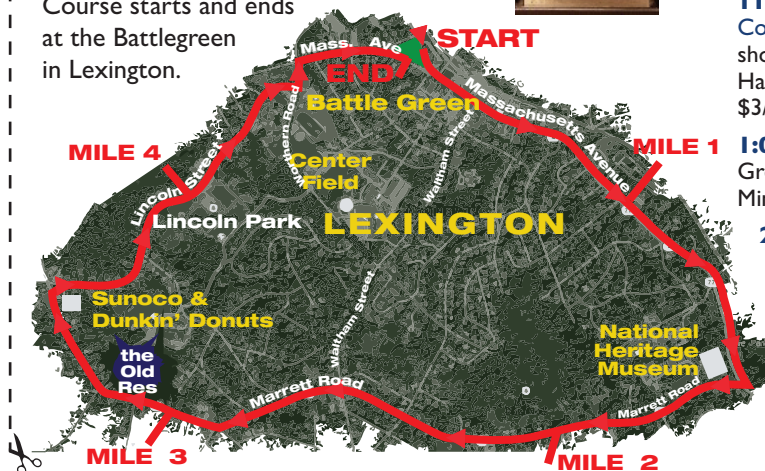 Course starts and ends
at the Battlegreen
in Lexington.
START
Mass. Ave
END
Battle Green
Massachusetts Avenue
Northern Road
Waltham Street
MILE 1
MILE 4
Lincoln Street
Center
Field
Lincoln Park
LEXINGTON
Sunoco &
Dunkin' Donuts
the
Old
Res
Waltham Street
National
Heritage
Museum
Marrett Road
Marrett Road
MILE 3
MILE 2
Co
sho
Ha
$3/
1:0
Gr
Min
2